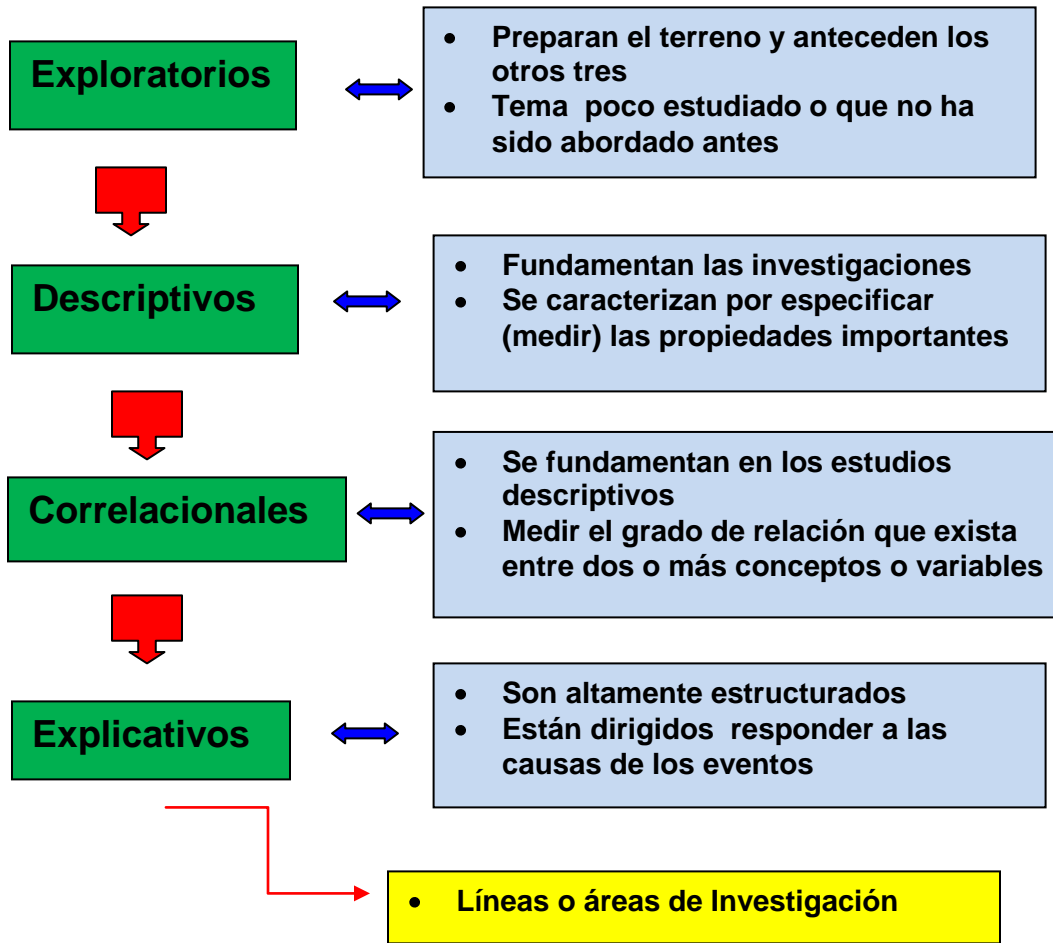 Exploratorios
• Preparan el terreno y anteceden los
otros tres
• Tema poco estudiado o que no ha
sido abordado antes
Descriptivos
• Fundamentan las investigaciones
• Se caracterizan por especificar
(medir) las propiedades importantes
Correlacionales
• Se fundamentan en los estudios
descriptivos
• Medir el grado de relación que exista
entre dos o más conceptos o variables
Explicativos
• Son altamente estructurados
• Están dirigidos responder a las
causas de los eventos
• Líneas o áreas de Investigación